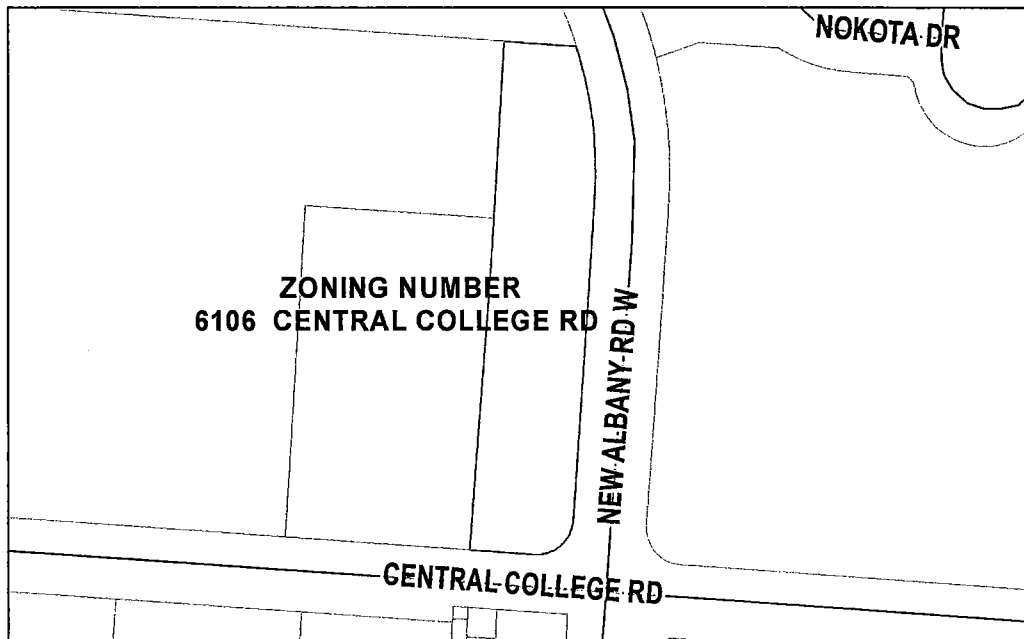 NOKOTA DR
ZONING NUMBER
6106 CENTRAL COLLEGE RD
NEW ALBANY RD W
CENTRAL COLLEGE RD